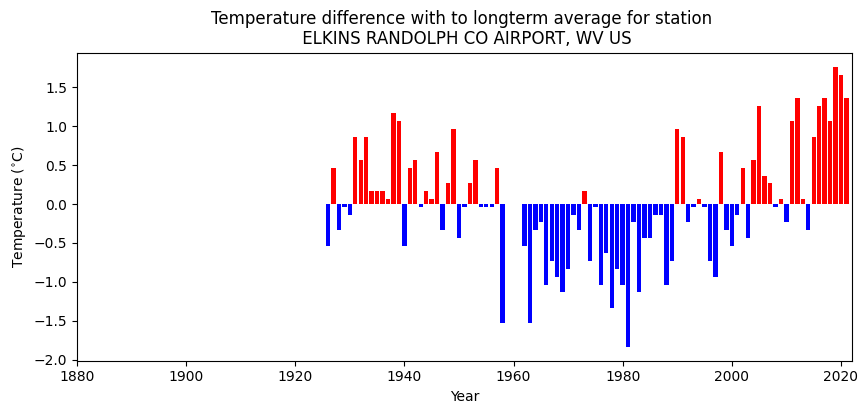 Temperature difference with to longterm average for station
ELKINS RANDOLPH CO AIRPORT, WV US
Temperature (°C)
1.5
1.0
0.5
0.0
−0.5
−1.0
−1.5
−2.0
1880 1900 1920 1940 1960 1980 2000 2020
Year